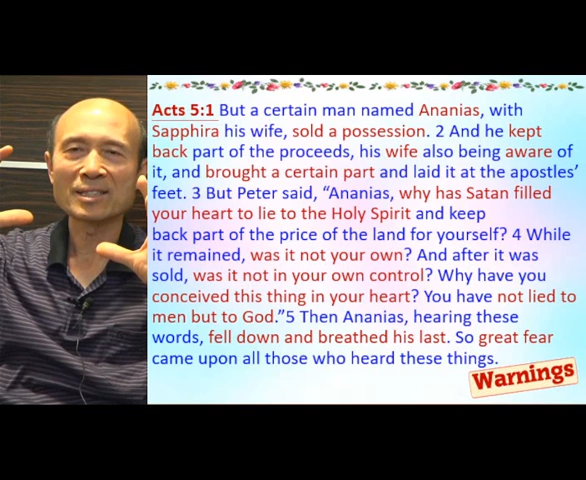 Acts 5:1 But a certain man named Ananias, with
Sapphira his wife, sold a possession. 2 And he kept
back part of the proceeds, his wife also being aware of
it, and brought a certain part and laid it at the apostles’
feet. 3 But Peter said, “Ananias, why has Satan filled
your heart to lie to the Holy Spirit and keep
back part of the price of the land for yourself? 4 While
it remained, was it not your own? And after it was
sold, was it not in your own control? Why have you
conceived this thing in your heart? You have not lied to
men but to God.”5 Then Ananias, hearing these
words, fell down and breathed his last. So great fear
came upon all those who heard these things.
Warnings